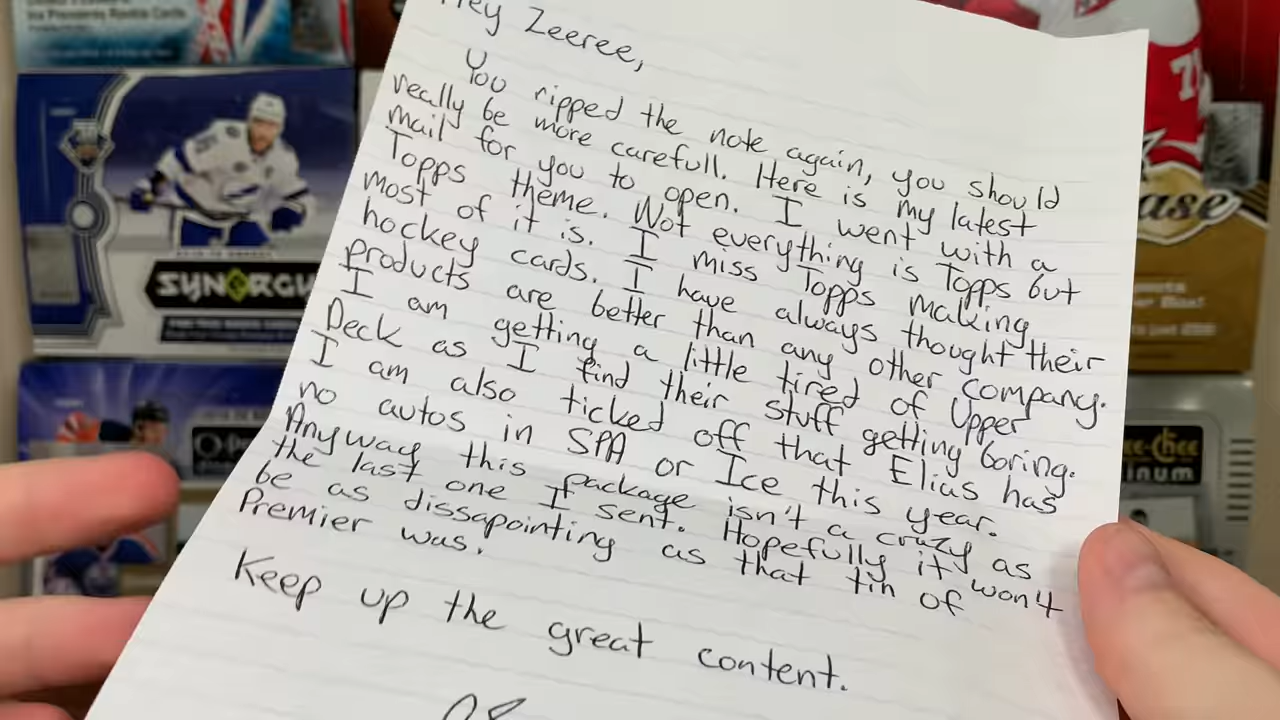 Hey Zeeree,
You ripped the note again, you should
really be more carefull. Here is my latest
mail for you to open. I went with a
Topps theme. Not everything is Topps but
most of it is. I miss Topps making
hockey cards. I have always thought their
products are better than any other company.
I am getting a little tired of Upper
Deck as I find their stuff getting boring.
I am also ticked off that Elias has
no autos in SPA or Ice this year.
Anyway this package isn't a crazy as
the last one I sent. Hopefully it won't
be as dissapointing as that tin of
Premier was.
Keep up the great content.
SYNERGY
ase
ee-Chee
inum
71